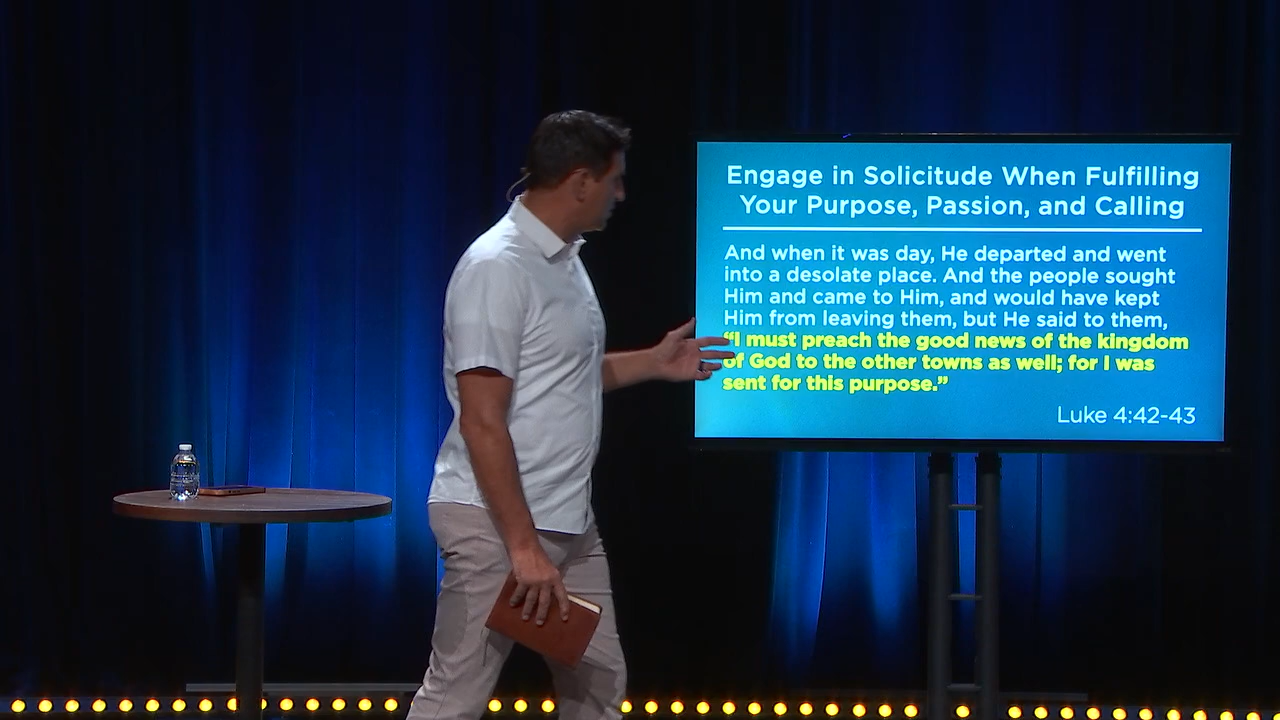 Engage in Solicitude When Fulfilling
Your Purpose, Passion, and Calling
And when it was day, He departed and went
into a desolate place. And the people sought
Him and came to Him, and would have kept
Him from leaving them, but He said to them,
“I must preach the good news of the kingdom
of God to the other towns as well; for I was
sent for this purpose.”
Luke 4:42-43